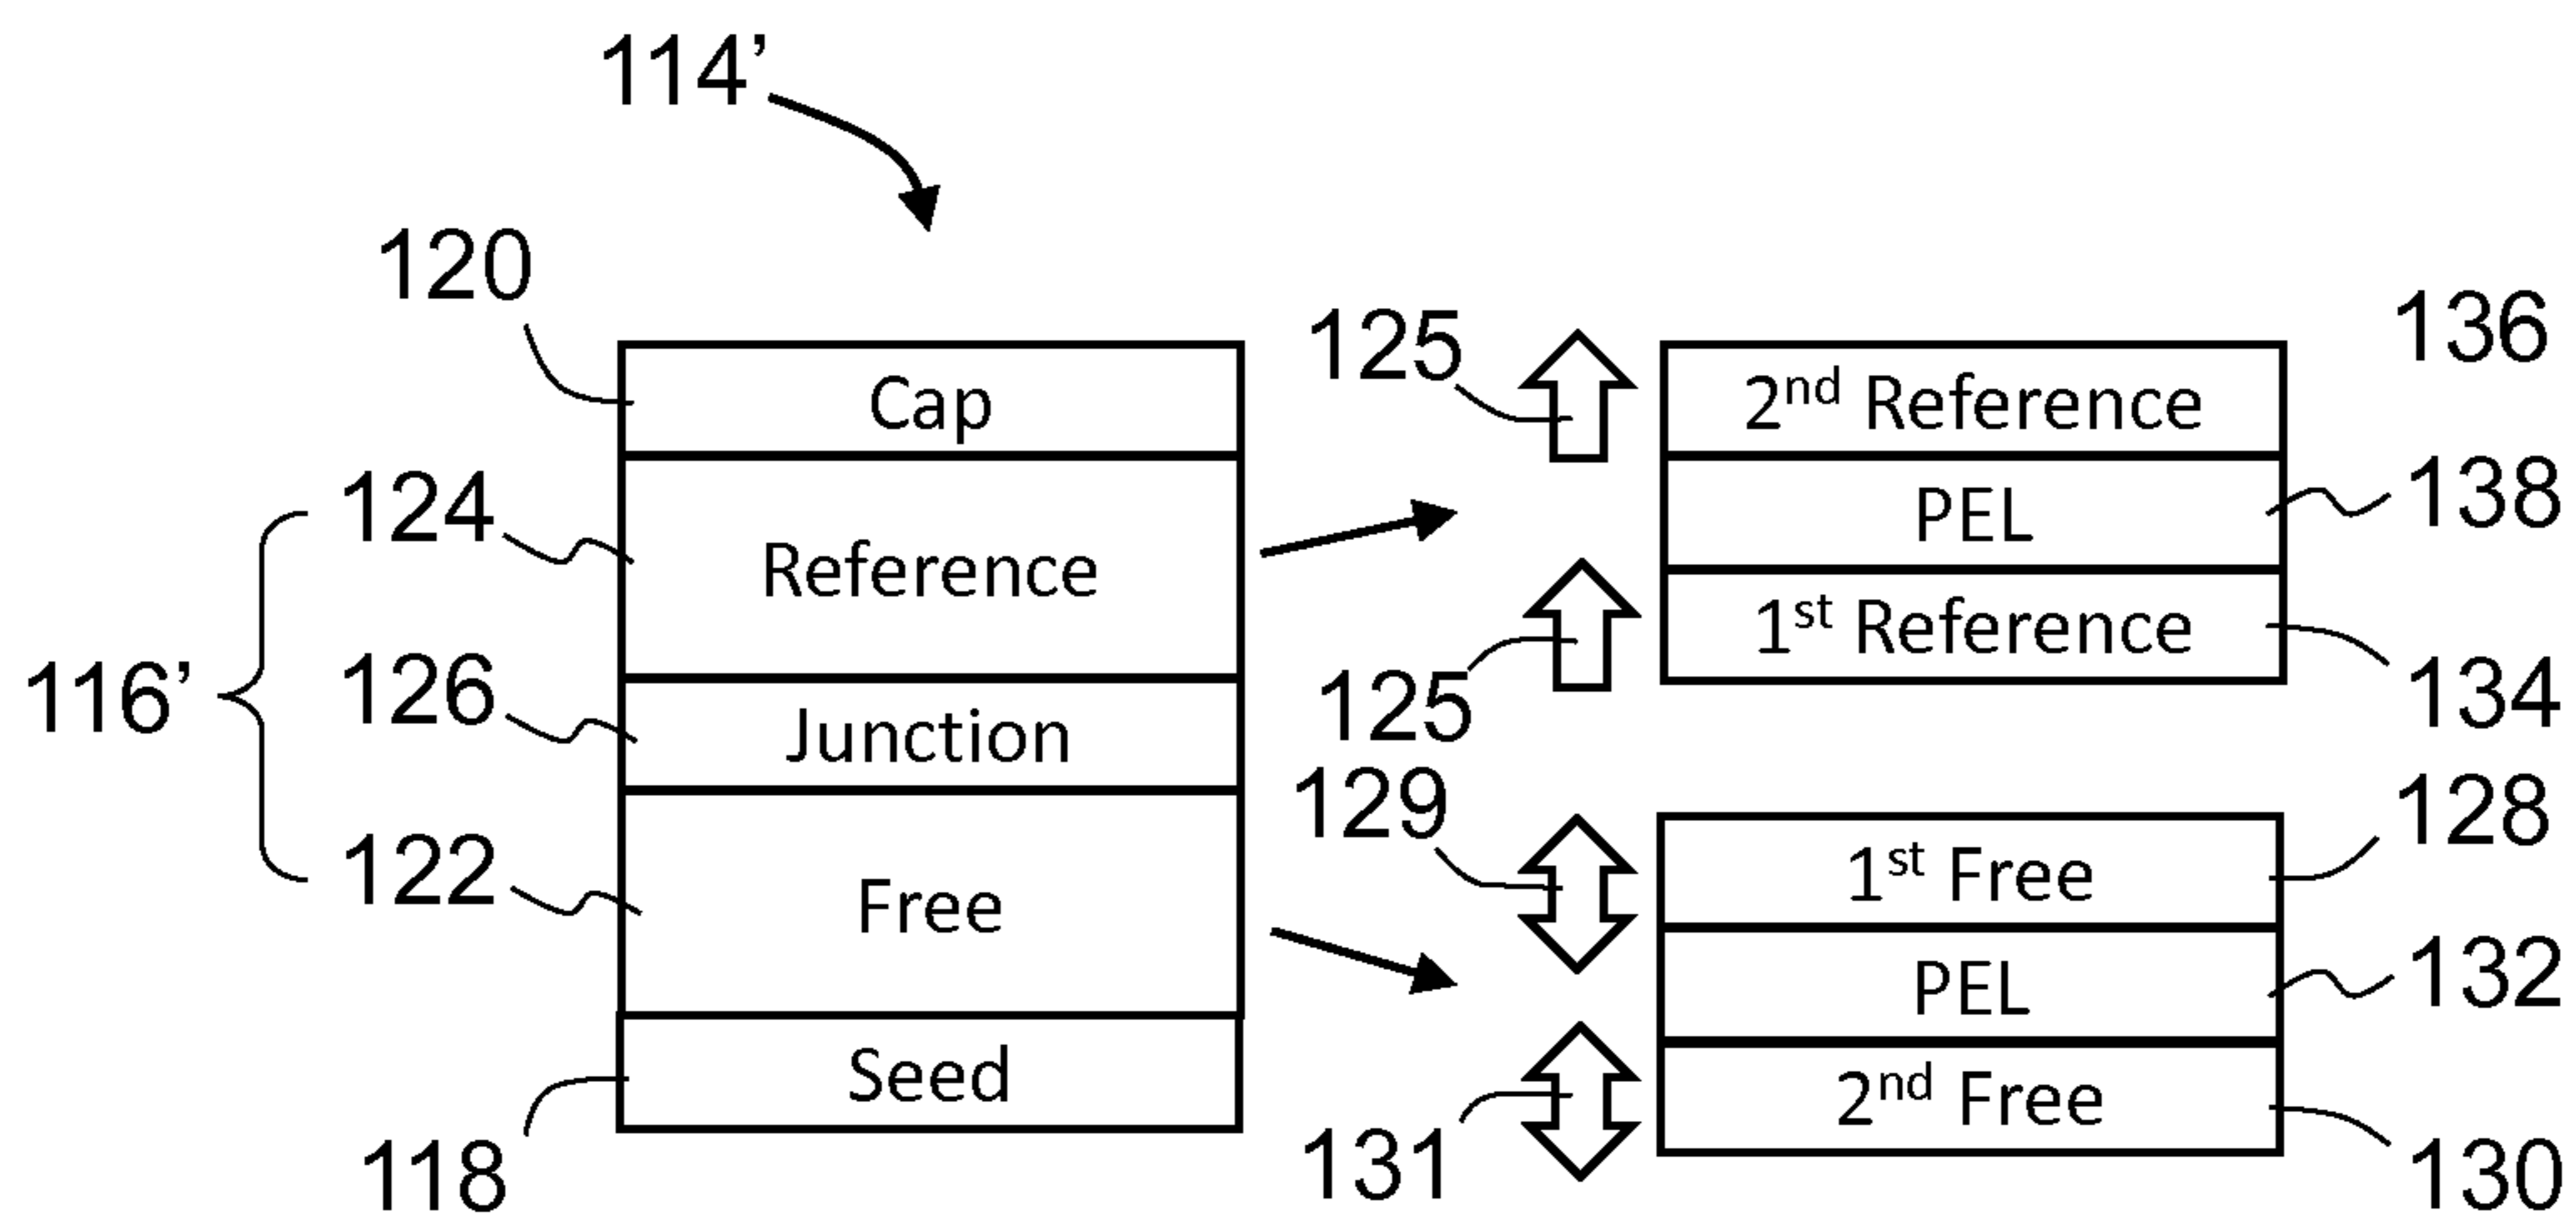 114’
120
Cap
125
2nd Reference
136
124
Reference
PEL
138
116’
126
Junction
125
1st Reference
134
122
Free
129
1st Free
128
PEL
132
118
Seed
131
2nd Free
130